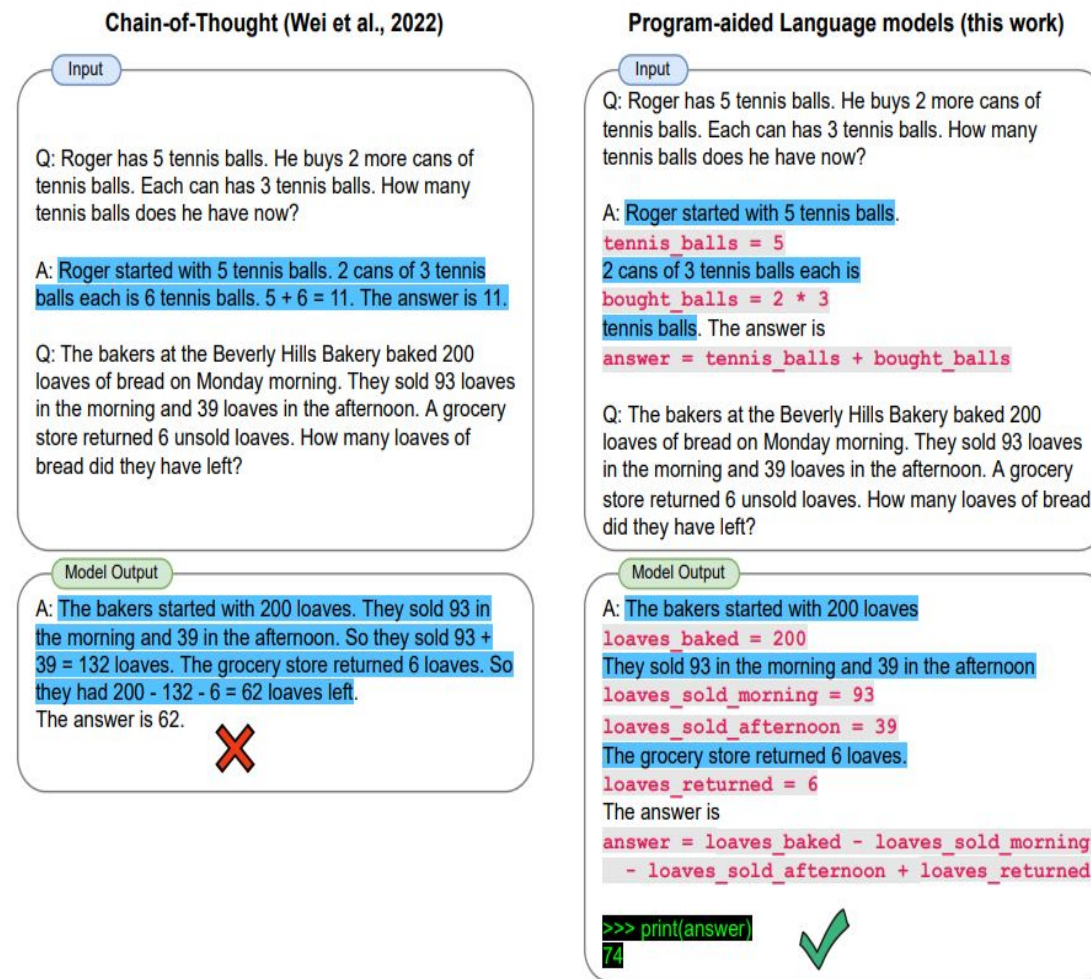 Chain-of-Thought (Wei et al., 2022)
Input
Q: Roger has 5 tennis balls. He buys 2 more cans of
tennis balls. Each can has 3 tennis balls. How many
tennis balls does he have now?
A: Roger started with 5 tennis balls. 2 cans of 3 tennis
balls each is 6 tennis balls. 5 + 6 = 11. The answer is 11.
Q: The bakers at the Beverly Hills Bakery baked 200
loaves of bread on Monday morning. They sold 93 loaves
in the morning and 39 loaves in the afternoon. A grocery
store returned 6 unsold loaves. How many loaves of
bread did they have left?
Model Output
A: The bakers started with 200 loaves. They sold 93 in
the morning and 39 in the afternoon. So they sold 93 +
39 = 132 loaves. The grocery store returned 6 loaves. So
they had 200 - 132 - 6 = 62 loaves left.
The answer is 62.
Program-aided Language models (this work)
Input
Q: Roger has 5 tennis balls. He buys 2 more cans of
tennis balls. Each can has 3 tennis balls. How many
tennis balls does he have now?
A: Roger started with 5 tennis balls.
tennis_balls = 5
2 cans of 3 tennis balls each is
bought_balls = 2 * 3
tennis balls. The answer is
answer = tennis_balls + bought_balls
Q: The bakers at the Beverly Hills Bakery baked 200
loaves of bread on Monday morning. They sold 93 loaves
in the morning and 39 loaves in the afternoon. A grocery
store returned 6 unsold loaves. How many loaves of bread
did they have left?
Model Output
A: The bakers started with 200 loaves
loaves_baked = 200
They sold 93 in the morning and 39 in the afternoon
loaves_sold_morning = 93
loaves_sold_afternoon = 39
The grocery store returned 6 loaves.
loaves_returned = 6
The answer is
answer = loaves_baked - loaves_sold_morning
- loaves_sold_afternoon + loaves_returned
>>> print(answer)
74